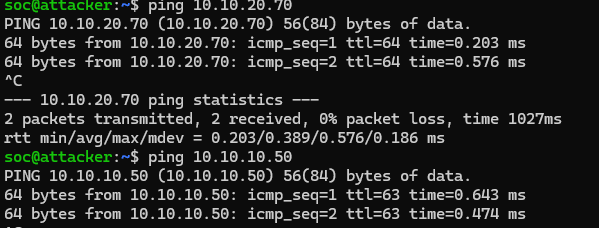 soc@attacker:~$ ping 10.10.20.70
PING 10.10.20.70 (10.10.20.70) 56(84) bytes of data.
64 bytes from 10.10.20.70: icmp_seq=1 ttl=64 time=0.203 ms
64 bytes from 10.10.20.70: icmp_seq=2 ttl=64 time=0.576 ms
^C
--- 10.10.20.70 ping statistics ---
2 packets transmitted, 2 received, 0% packet loss, time 1027ms
rtt min/avg/max/mdev = 0.203/0.389/0.576/0.186 ms
soc@attacker:~$ ping 10.10.10.50
PING 10.10.10.50 (10.10.10.50) 56(84) bytes of data.
64 bytes from 10.10.10.50: icmp_seq=1 ttl=63 time=0.643 ms
64 bytes from 10.10.10.50: icmp_seq=2 ttl=63 time=0.474 ms